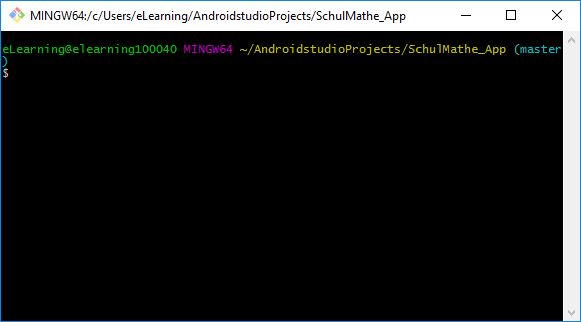 MINGW64:/c/Users/eLearning/AndroidstudioProjects/SchulMathe_App
eLearning@elearning100040 MINGW64 ~/AndroidstudioProjects/SchulMathe_App (master
)
$